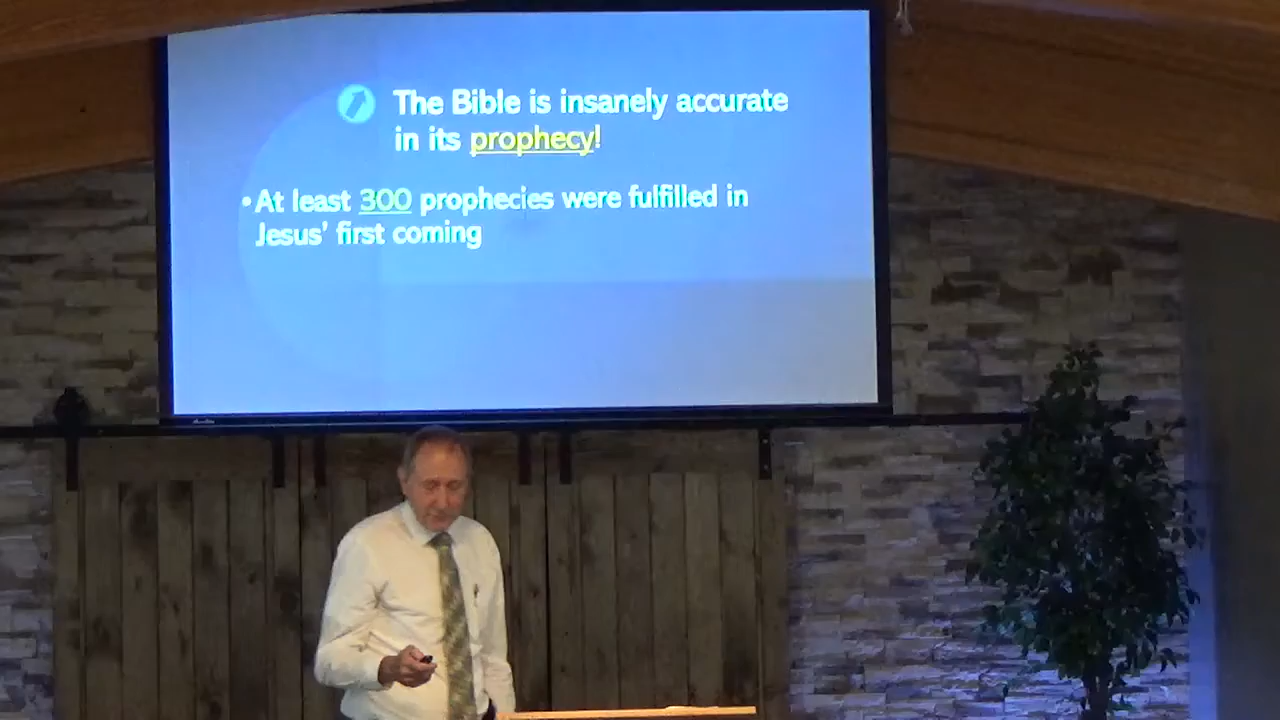 The Bible is insanely accurate
in its prophecy!
• At least 300 prophecies were fulfilled in
Jesus' first coming